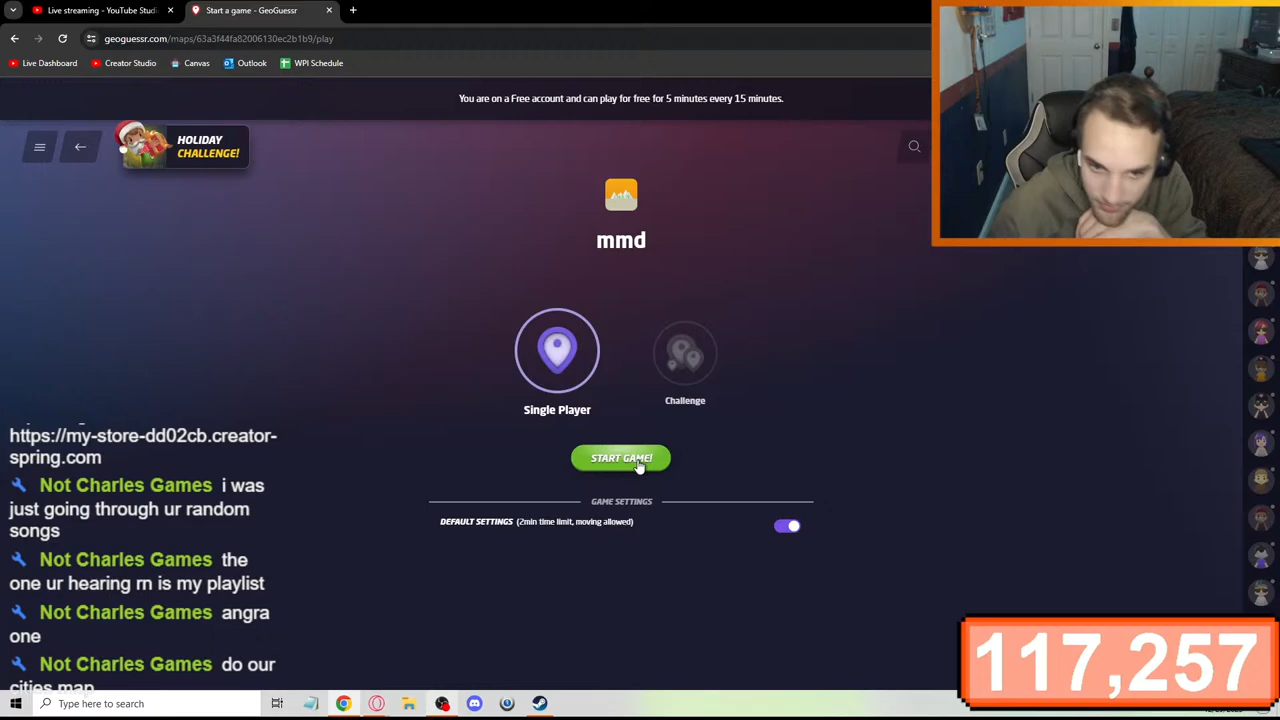 Live streaming - YouTube Studi
Start a game - GeoGuessr
geoguessr.com/maps/63a3f44fa82006130ec2b1b9/play
Live Dashboard
Creator Studio
Canvas
Outlook
WPI Schedule
You are on a Free account and can play for free for 5 minutes every 15 minutes.
HOLIDAY
CHALLENGE!
mmd
Single Player
Challenge
START GAME!
GAME SETTINGS
DEFAULT SETTINGS (2min time limit, moving allowed)
https://my-store-dd02cb.creator-
spring.com
Not Charles Games i was
just going through ur random
songs
Not Charles Games the
one ur hearing rn is my playlist
Not Charles Games angra
one
Not Charles Games do our
cities map
117,257
Type here to search